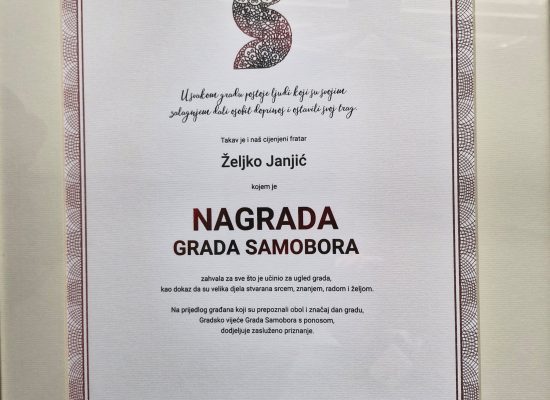 U svakom gradu postoje ljudi koji su svojim
zalaganjem dali osobit doprinos i ostavili svoj trag.
Takav je i naš cijenjeni fratar
Željko Janjić
kojem je
NAGRADA
GRADA SAMOBORA
zahvala za sve što je učinio za ugled grada,
kao dokaz da su velika djela stvarana srcem, znanjem, radom i željom.
Na prijedlog građana koji su prepoznali obol i značaj dan gradu,
Gradsko vijeće Grada Samobora s ponosom,
dodjeljuje zasluženo priznanje.